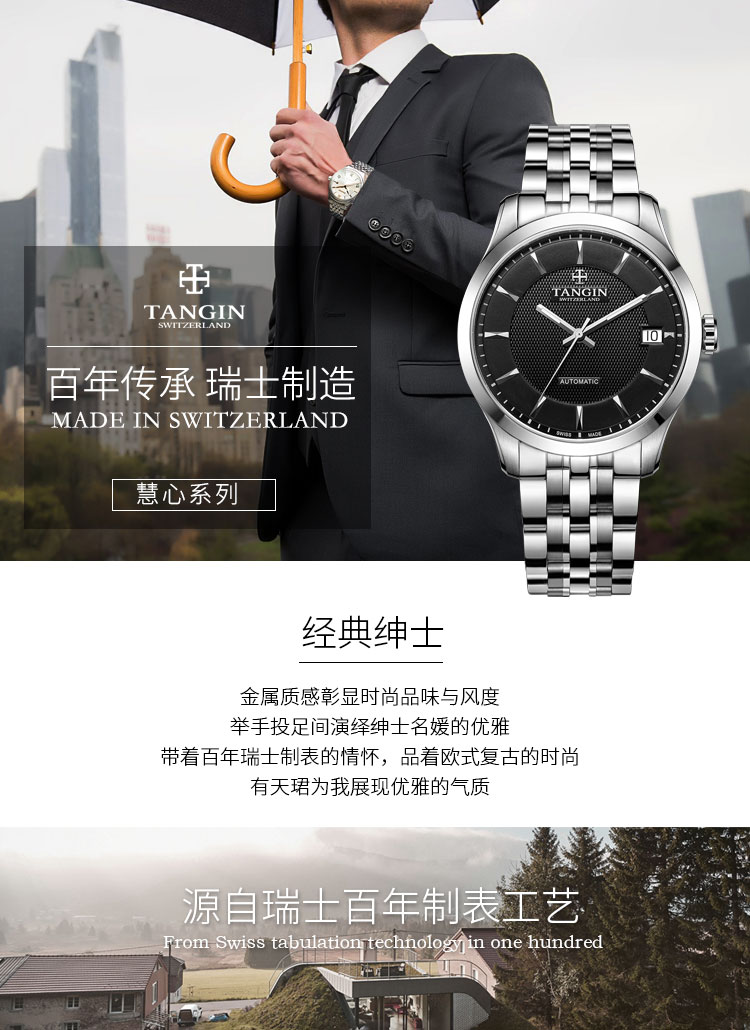 TANGIN
SWITZERLAND
百年传承 瑞士制造
MADE IN SWITZERLAND
慧心系列
TANGIN
SWITZERLAND
10
AUTOMATIC
SWISS MADE
经典绅士
金属质感彰显时尚品味与风度
举手投足间演绎绅士名媛的优雅
带着百年瑞士制表的情怀，品着欧式复古的时尚
有天珺为我展现优雅的气质
源自瑞士百年制表工艺
From Swiss tabulation technology,in one hundred